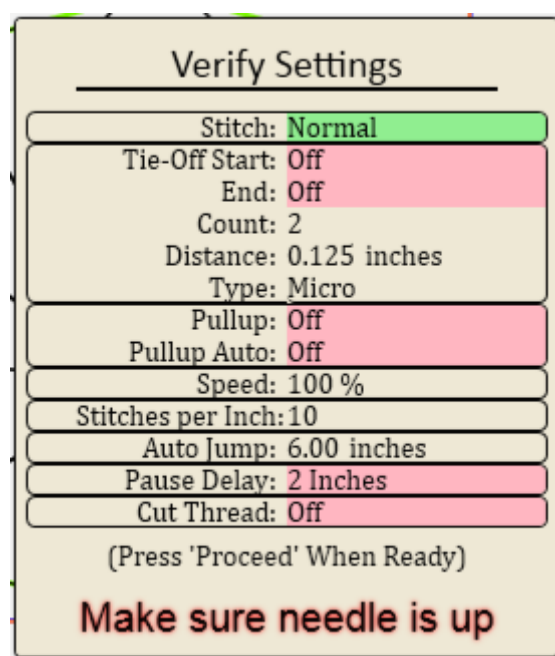 Verify Settings
Stitch: Normal
Tie-Off Start: Off
End: Off
Count: 2
Distance: 0.125 inches
Type: Micro
Pullup: Off
Pullup Auto: Off
Speed: 100 %
Stitches per Inch: 10
Auto Jump: 6.00 inches
Pause Delay: 2 Inches
Cut Thread: Off
(Press 'Proceed' When Ready)
Make sure needle is up